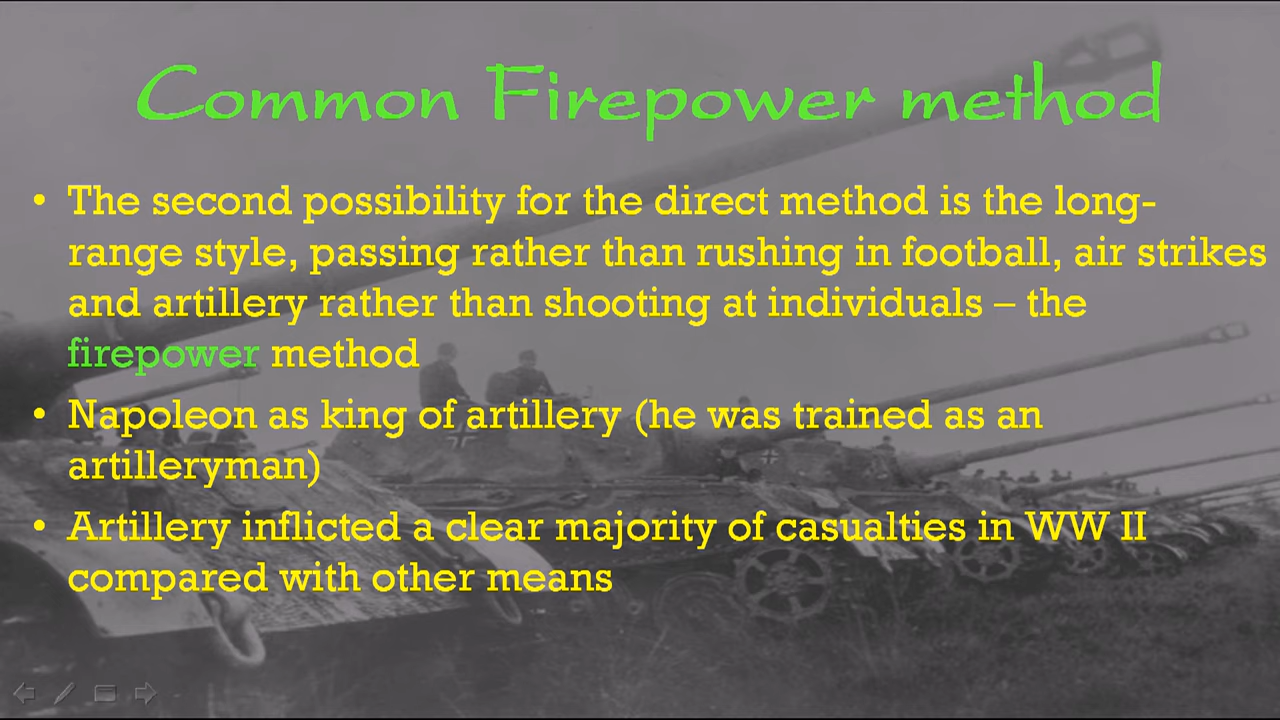 Common Firepower method
• The second possibility for the direct method is the long-
range style, passing rather than rushing in football, air strikes
and artillery rather than shooting at individuals – the
firepower method
• Napoleon as king of artillery (he was trained as an
artilleryman)
• Artillery inflicted a clear majority of casualties in WW II
compared with other means